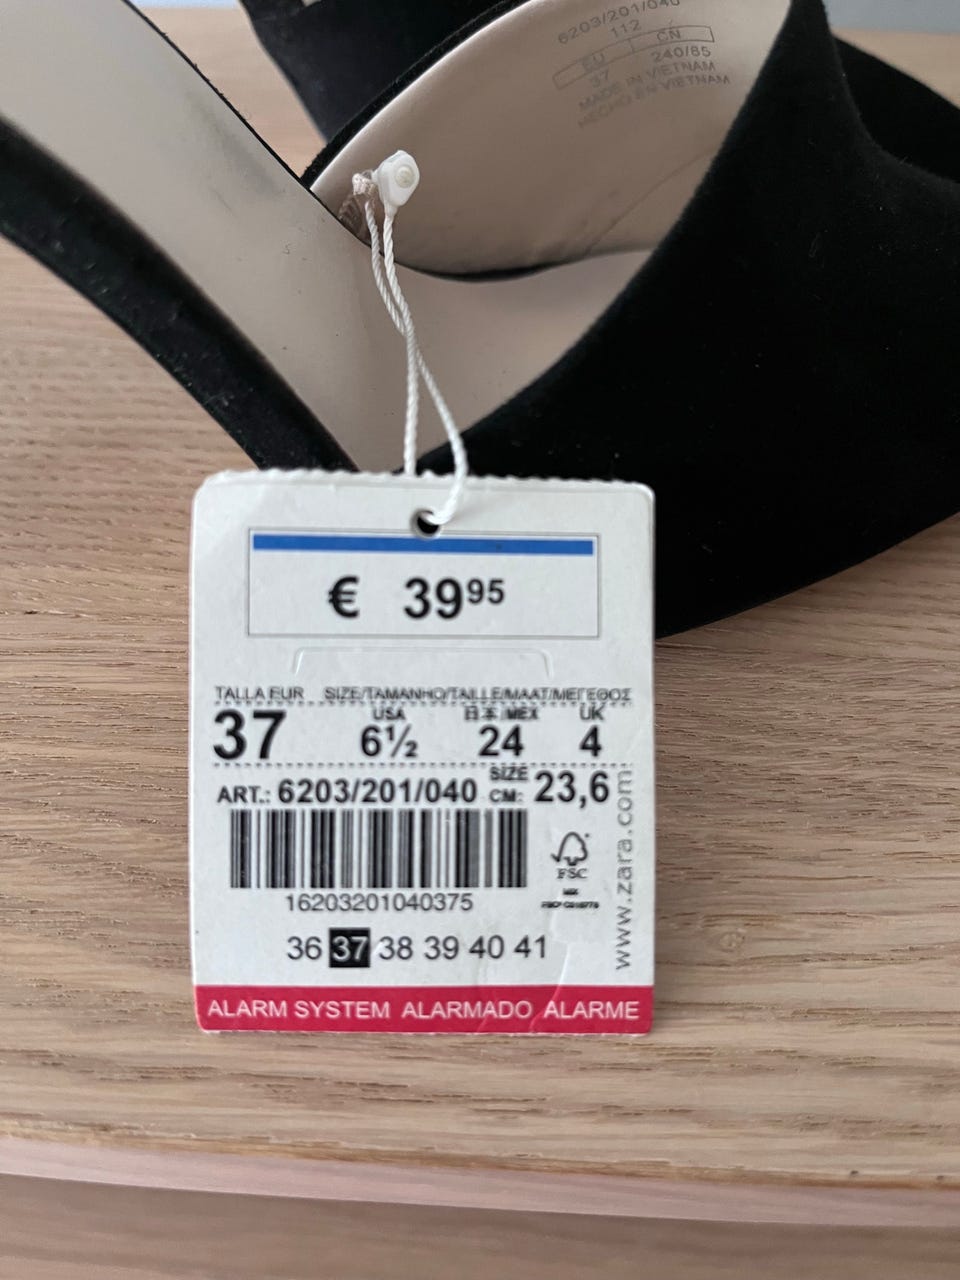 6203/201/040
112
EU CN
37 240/85
MADE IN VIETNAM
HECHO EN VIETNAM
€ 39⁹⁵
TALLA EUR SIZE/TAMANHO/TAILLE/MAAT/ΜΕΓΕΘΟΣ
USA 日本/MEX UK
37 6½ 24 4
ART.: 6203/201/040 SIZE CM: 23,6
FSC
MIX
16203201040375
36 37 38 39 40 41
www.zara.com
ALARM SYSTEM ALARMADO ALARME